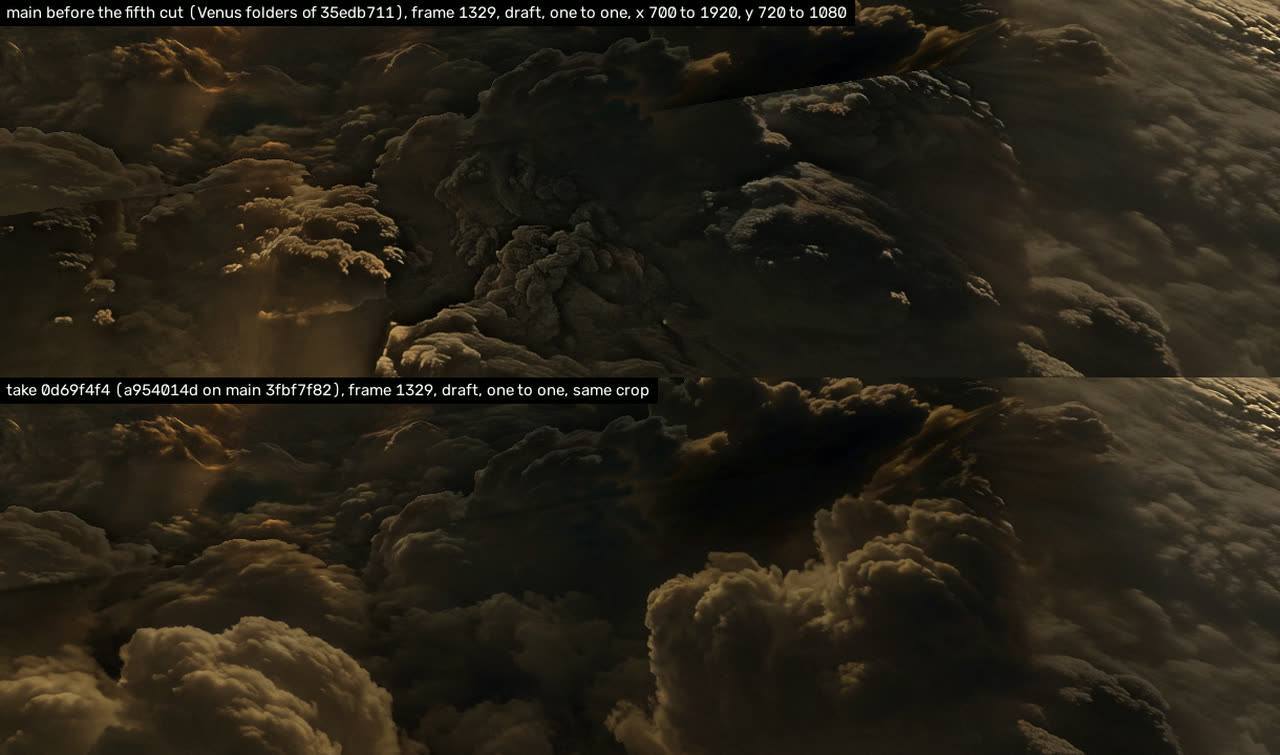 main before the fifth cut (Venus folders of 35edb711), frame 1329, draft, one to one, x 700 to 1920, y 720 to 1080
take 0d69f4f4 (a954014d on main 3fbf7f82), frame 1329, draft, one to one, same crop